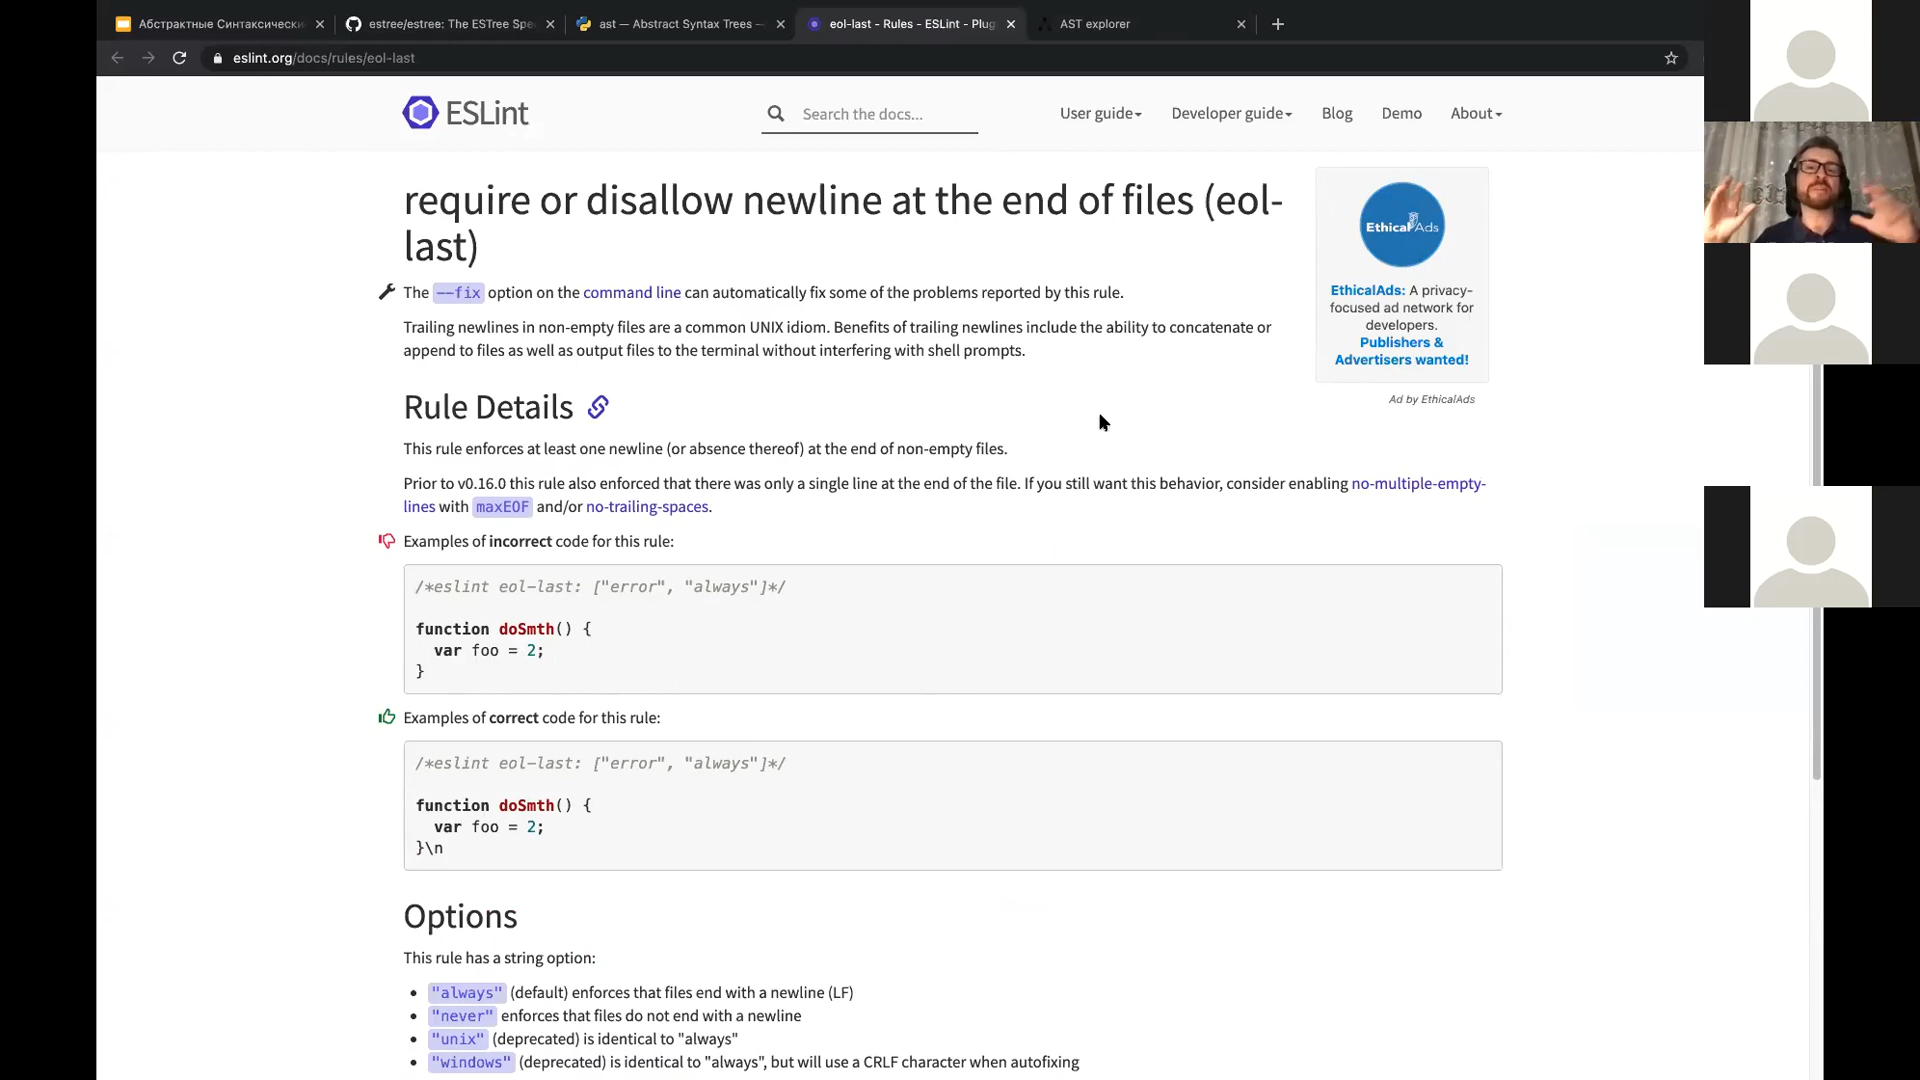 Абстрактные Синтаксически
estree/estree: The ESTree Spe
ast — Abstract Syntax Trees —
eol-last - Rules - ESLint - Plug
AST explorer
eslint.org/docs/rules/eol-last
ESLint
Search the docs...
User guide
Developer guide
Blog
Demo
About
require or disallow newline at the end of files (eol-
last)
The --fix option on the command line can automatically fix some of the problems reported by this rule.
Trailing newlines in non-empty files are a common UNIX idiom. Benefits of trailing newlines include the ability to concatenate or
append to files as well as output files to the terminal without interfering with shell prompts.
EthicalAds
EthicalAds: A privacy-
focused ad network for
developers.
Publishers &
Advertisers wanted!
Ad by EthicalAds
Rule Details
This rule enforces at least one newline (or absence thereof) at the end of non-empty files.
Prior to v0.16.0 this rule also enforced that there was only a single line at the end of the file. If you still want this behavior, consider enabling no-multiple-empty-
lines with maxEOF and/or no-trailing-spaces.
Examples of incorrect code for this rule:
/*eslint eol-last: ["error", "always"]*/
function doSmth() {
  var foo = 2;
}
Examples of correct code for this rule:
/*eslint eol-last: ["error", "always"]*/
function doSmth() {
  var foo = 2;
}\n
Options
This rule has a string option:
• "always" (default) enforces that files end with a newline (LF)
• "never" enforces that files do not end with a newline
• "unix" (deprecated) is identical to "always"
• "windows" (deprecated) is identical to "always", but will use a CRLF character when autofixing